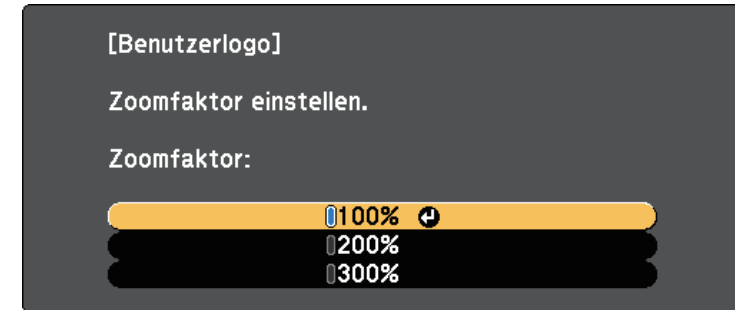 [Benutzerlogo]
Zoomfaktor einstellen.
Zoomfaktor:
100%
200%
300%